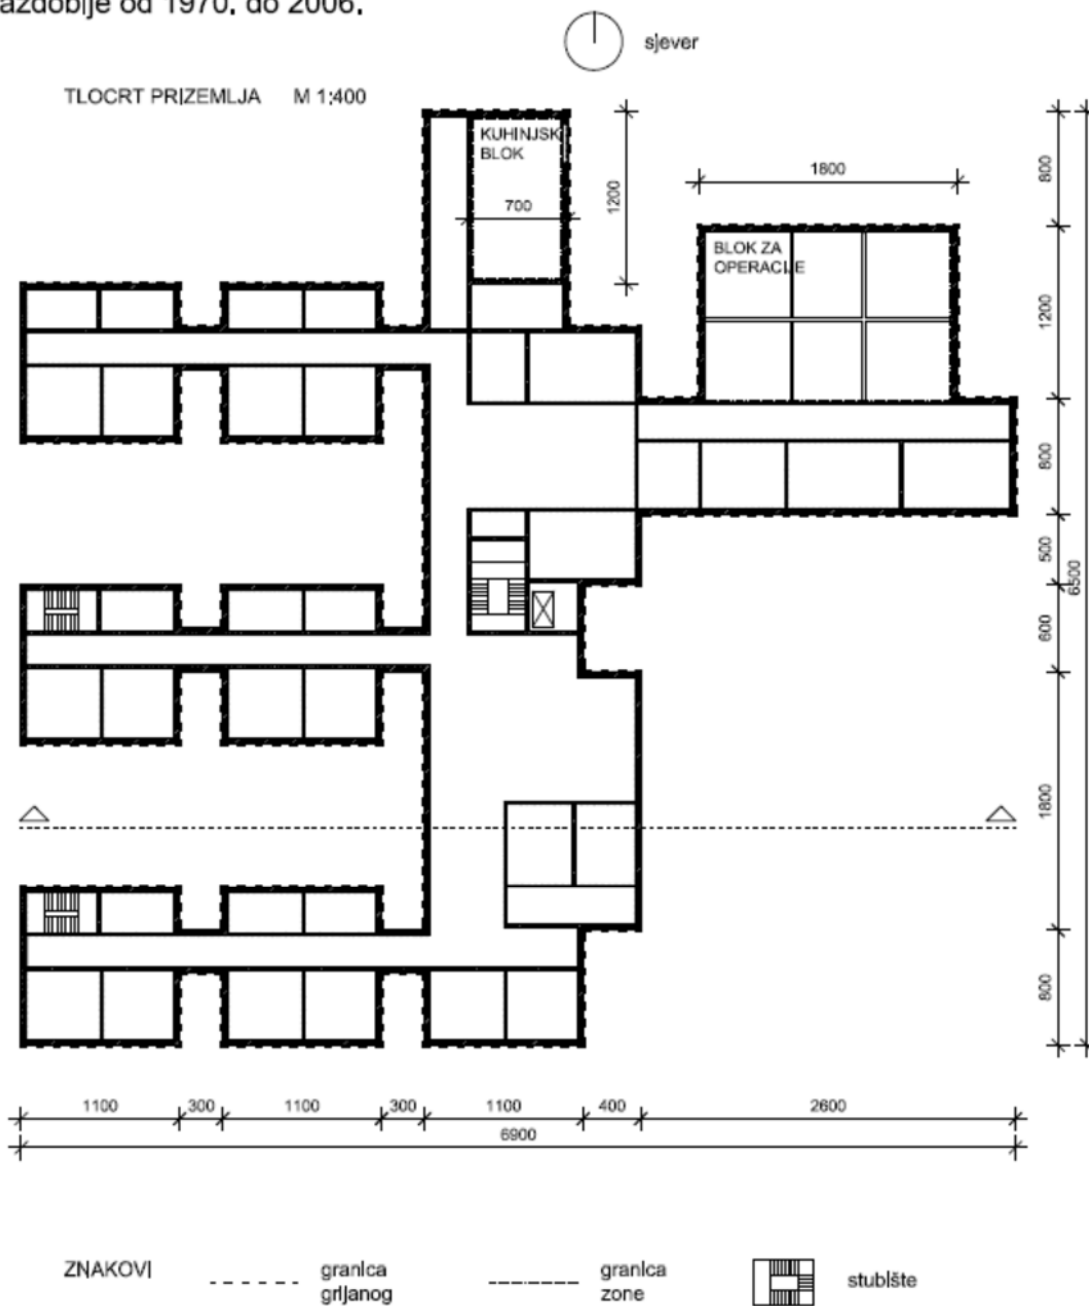 azdoblje od 1970. do 2006.
sjever
TLOCRT PRIZEMLJA M 1:400
KUHINJSK
BLOK
700
1200
1800
BLOK ZA
OPERACIJE
800
1200
800
500
600
1800
800
6500
1100 300 1100 300 1100 400 2600
6900
ZNAKOVI
granica
grijanog
granica
zone
stubište